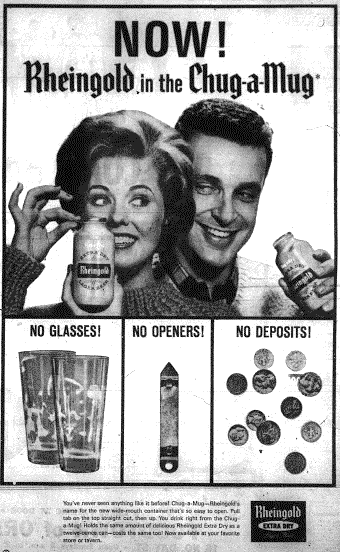 NOW!
Rheingold in the Chug-a-Mug*
Rheingold
NO GLASSES!
NO OPENERS!
NO DEPOSITS!
You've never seen anything like it before! Chug-a-Mug—Rheingold's
name for the new wide-mouth container that's so easy to open. Pull
tab on the top straight out, then up. You drink right from the Chug-
a-Mug! Holds the same amount of delicious Rheingold Extra Dry as a
twelve-ounce can—costs the same too! Now available at your favorite
store or tavern.
Rheingold
EXTRA DRY